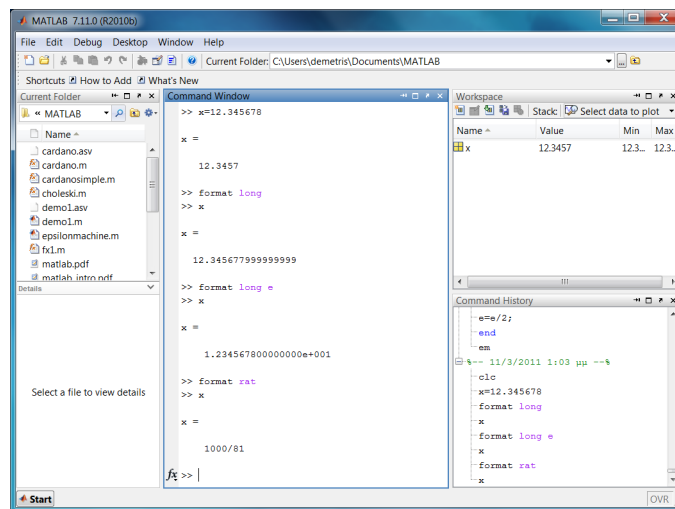 MATLAB 7.11.0 (R2010b)
File Edit Debug Desktop Window Help
Current Folder: C:\Users\demetris\Documents\MATLAB
Shortcuts How to Add What's New
Current Folder
« MATLAB
Name
cardano.asv
cardano.m
cardanosimple.m
choleski.m
demo1.asv
demo1.m
epsilonmachine.m
fx1.m
matlab.pdf
matlab_intro.pdf
Details
Select a file to view details
Command Window
>> x=12.345678
x =
12.3457
>> format long
>> x
x =
12.345677999999999
>> format long e
>> x
x =
1.234567800000000e+001
>> format rat
>> x
x =
1000/81
fx >>
Workspace
Stack: Select data to plot
Name Value Min Max
x 12.3457 12.3... 12.3..
Command History
e=e/2;
end
em
%-- 11/3/2011 1:03 μμ --%
clc
x=12.345678
format long
x
format long e
x
format rat
x
Start
OVR